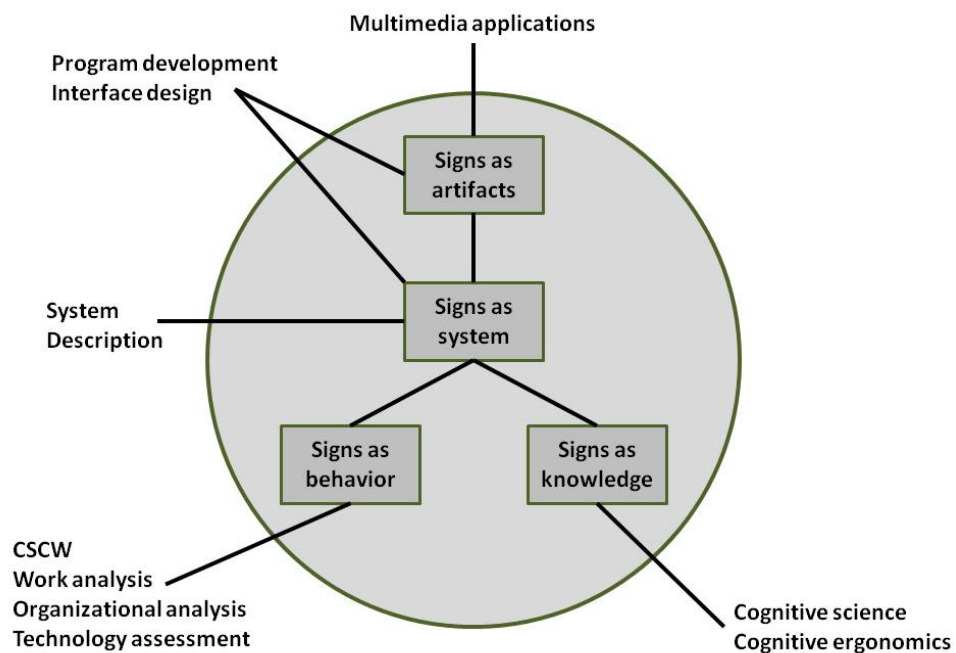 Multimedia applications
Program development
Interface design
Signs as
artifacts
Signs as
system
System
Description
Signs as
behavior
Signs as
knowledge
CSCW
Work analysis
Organizational analysis
Technology assessment
Cognitive science
Cognitive ergonomics